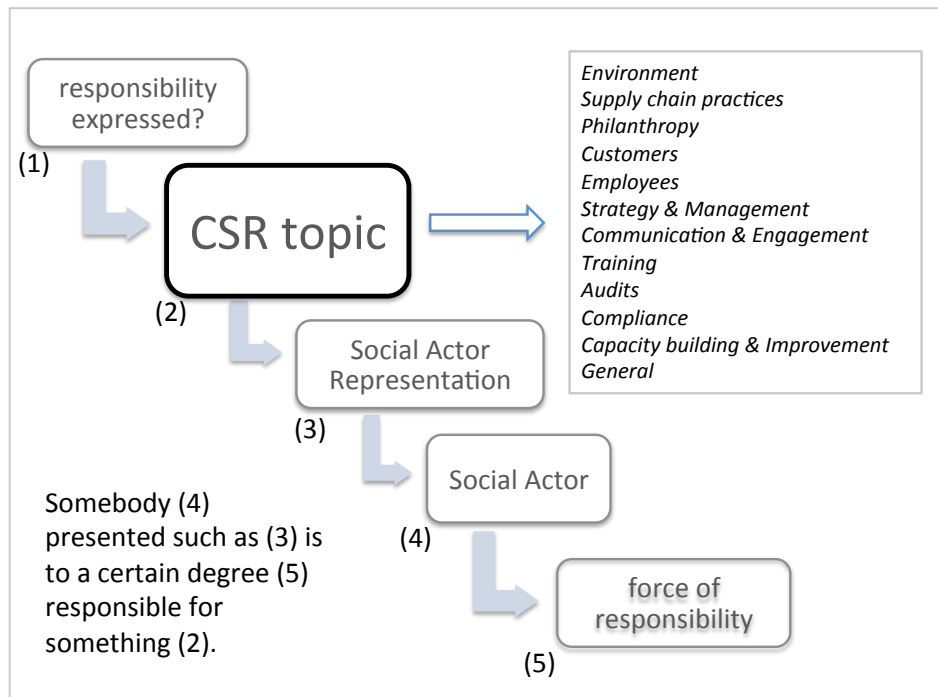 responsibility
expressed?
(1)
CSR topic
(2)
Environment
Supply chain practices
Philanthropy
Customers
Employees
Strategy & Management
Communication & Engagement
Training
Audits
Compliance
Capacity building & Improvement
General
Social Actor
Representation
(3)
Social Actor
(4)
force of
responsibility
(5)
Somebody (4)
presented such as (3) is
to a certain degree (5)
responsible for
something (2).